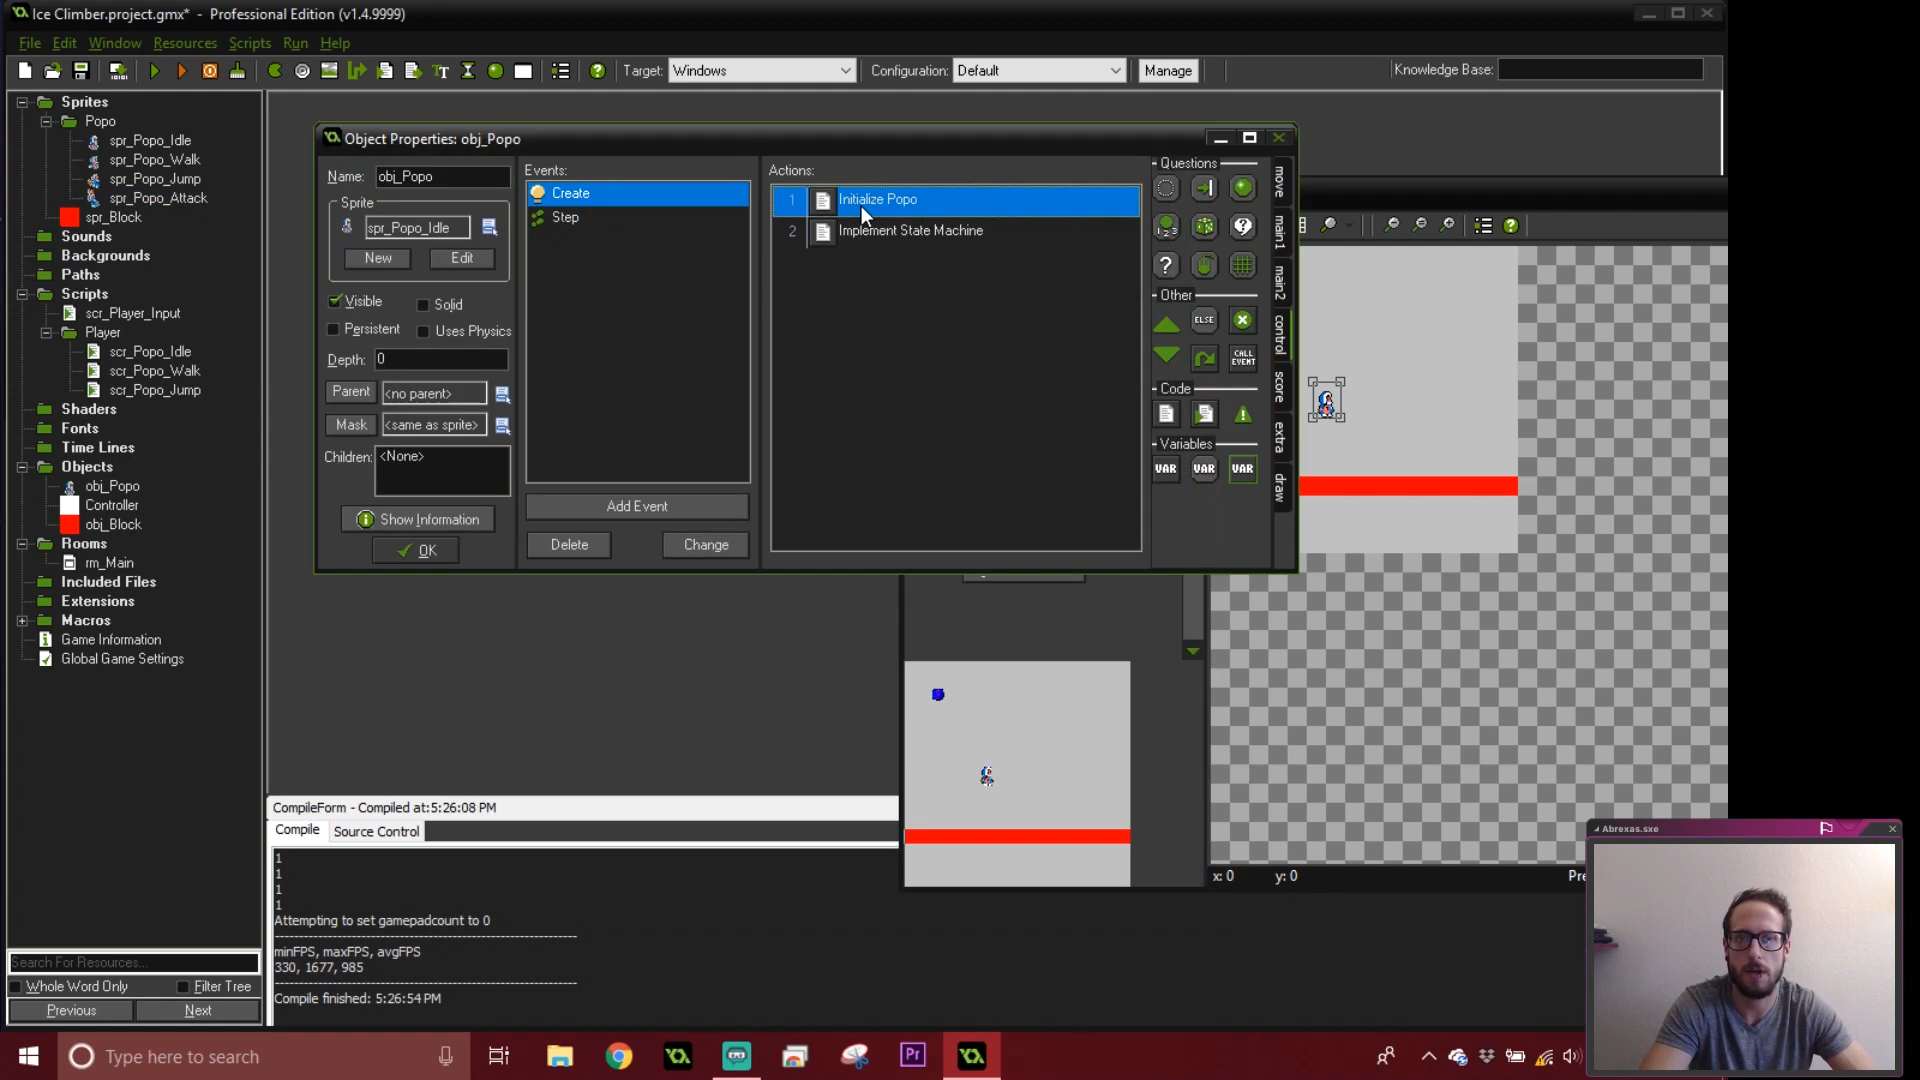 Ice Climber.project.gmx* - Professional Edition (v1.4.9999)
File Edit Window Resources Scripts Run Help
Target: Windows Configuration: Default Manage Knowledge Base:
Sprites
Popo
spr_Popo_Idle
spr_Popo_Walk
spr_Popo_Jump
spr_Popo_Attack
spr_Block
Sounds
Backgrounds
Paths
Scripts
scr_Player_Input
Player
scr_Popo_Idle
scr_Popo_Walk
scr_Popo_Jump
Shaders
Fonts
Time Lines
Objects
obj_Popo
Controller
obj_Block
Rooms
rm_Main
Included Files
Extensions
Macros
Game Information
Global Game Settings
Search For Resources...
Whole Word Only Filter Tree
Previous Next
Object Properties: obj_Popo
Name: obj_Popo
Sprite
spr_Popo_Idle
New Edit
Visible Solid
Persistent Uses Physics
Depth: 0
Parent <no parent>
Mask <same as sprite>
Children: <None>
Show Information
OK
Events:
Create
Step
Add Event
Delete Change
Actions:
1 Initialize Popo
2 Implement State Machine
Questions
Other
ELSE
CALL EVENT
Code
Variables
VAR VAR VAR
move
main1
main2
control
score
extra
draw
CompileForm - Compiled at:5:26:08 PM
Compile Source Control
1
1
1
1
Attempting to set gamepadcount to 0
minFPS, maxFPS, avgFPS
330, 1677, 985
Compile finished: 5:26:54 PM
x: 0 y: 0 Pre
Abrexas.sxe
Type here to search
Pr